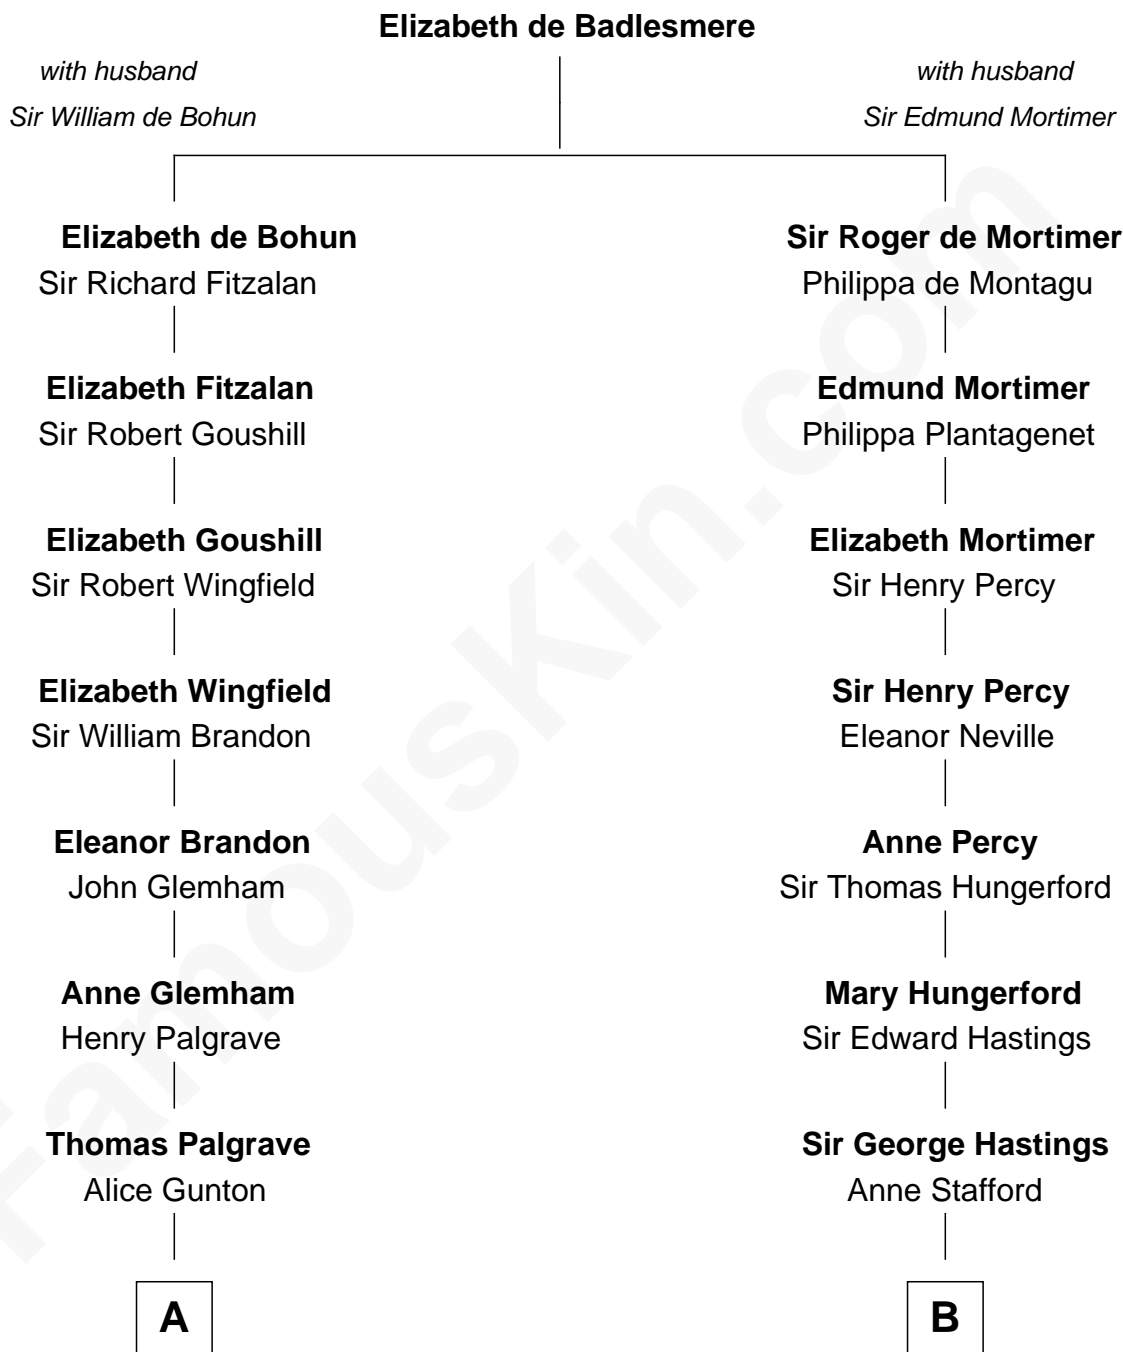 Elizabeth de Badlesmere
with husband
Sir William de Bohun
with husband
Sir Edmund Mortimer
Elizabeth de Bohun
Sir Richard Fitzalan
Sir Roger de Mortimer
Philippa de Montagu
Elizabeth Fitzalan
Sir Robert Goushill
Edmund Mortimer
Philippa Plantagenet
Elizabeth Goushill
Sir Robert Wingfield
Elizabeth Mortimer
Sir Henry Percy
Elizabeth Wingfield
Sir William Brandon
Sir Henry Percy
Eleanor Neville
Eleanor Brandon
John Glemham
Anne Percy
Sir Thomas Hungerford
Anne Glemham
Henry Palgrave
Mary Hungerford
Sir Edward Hastings
Thomas Palgrave
Alice Gunton
Sir George Hastings
Anne Stafford
A
B
FamousKin.com